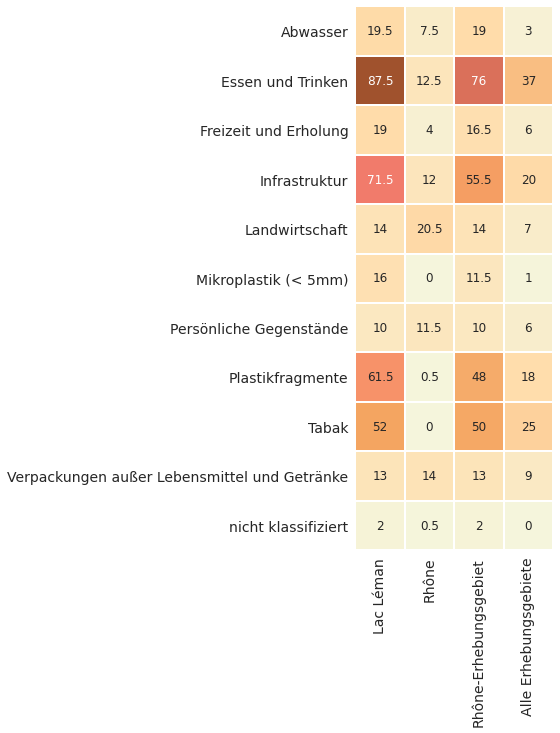 Abwasser 19.5 7.5 19 3
Essen und Trinken 87.5 12.5 76 37
Freizeit und Erholung 19 4 16.5 6
Infrastruktur 71.5 12 55.5 20
Landwirtschaft 14 20.5 14 7
Mikroplastik (< 5mm) 16 0 11.5 1
Persönliche Gegenstände 10 11.5 10 6
Plastikfragmente 61.5 0.5 48 18
Tabak 52 0 50 25
Verpackungen außer Lebensmittel und Getränke 13 14 13 9
nicht klassifiziert 2 0.5 2 0
Lac Léman
Rhône
Rhône-Erhebungsgebiet
Alle Erhebungsgebiete